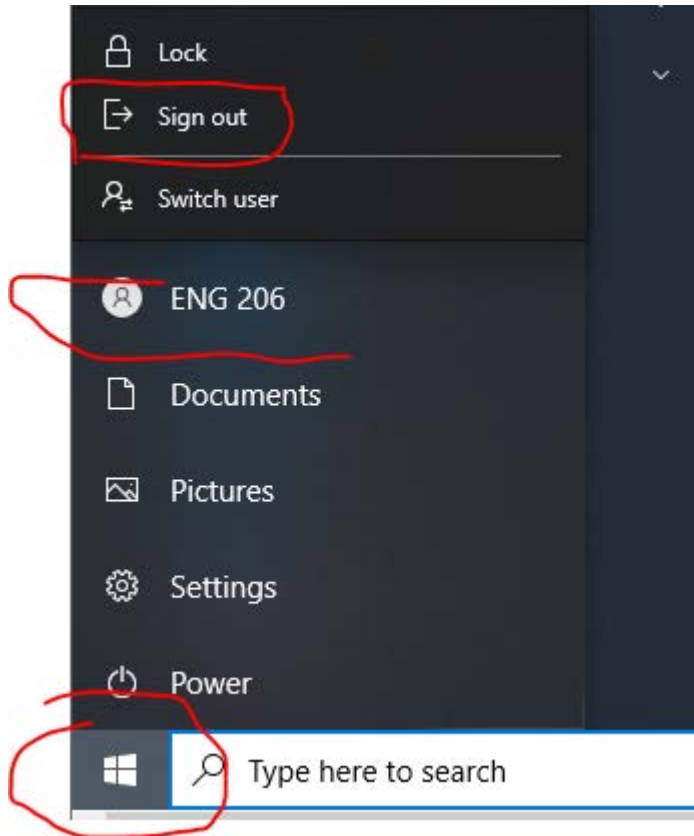 Lock
Sign out
Switch user
ENG 206
Documents
Pictures
Settings
Power
Type here to search